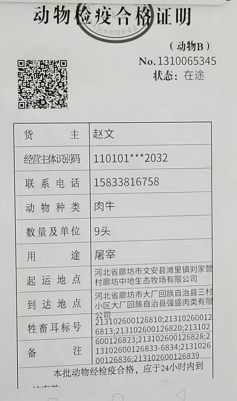 动物检疫合格证明
（动物B）
No.1310065345
状态：在途
货 主 赵文
经营主体识别码 110101***2032
联系电话 15833816758
动物种类 肉牛
数量及单位 9头
用 途 屠宰
起运地点 河北省廊坊市文安县滩里镇刘家营
村廊坊中地生态牧场有限公司
到达地点 河北省廊坊市大厂回族自治县三村
小区大厂回族自治县强盛肉类有限
公司
牲畜耳标号 213102600126810;21310260012
6813;213102600126820;213102
备 注 600126823;213102600126828;2
13102600126833-6834;2131026
00126836;213102600126839
本批动物经检疫合格，应于24小时内到